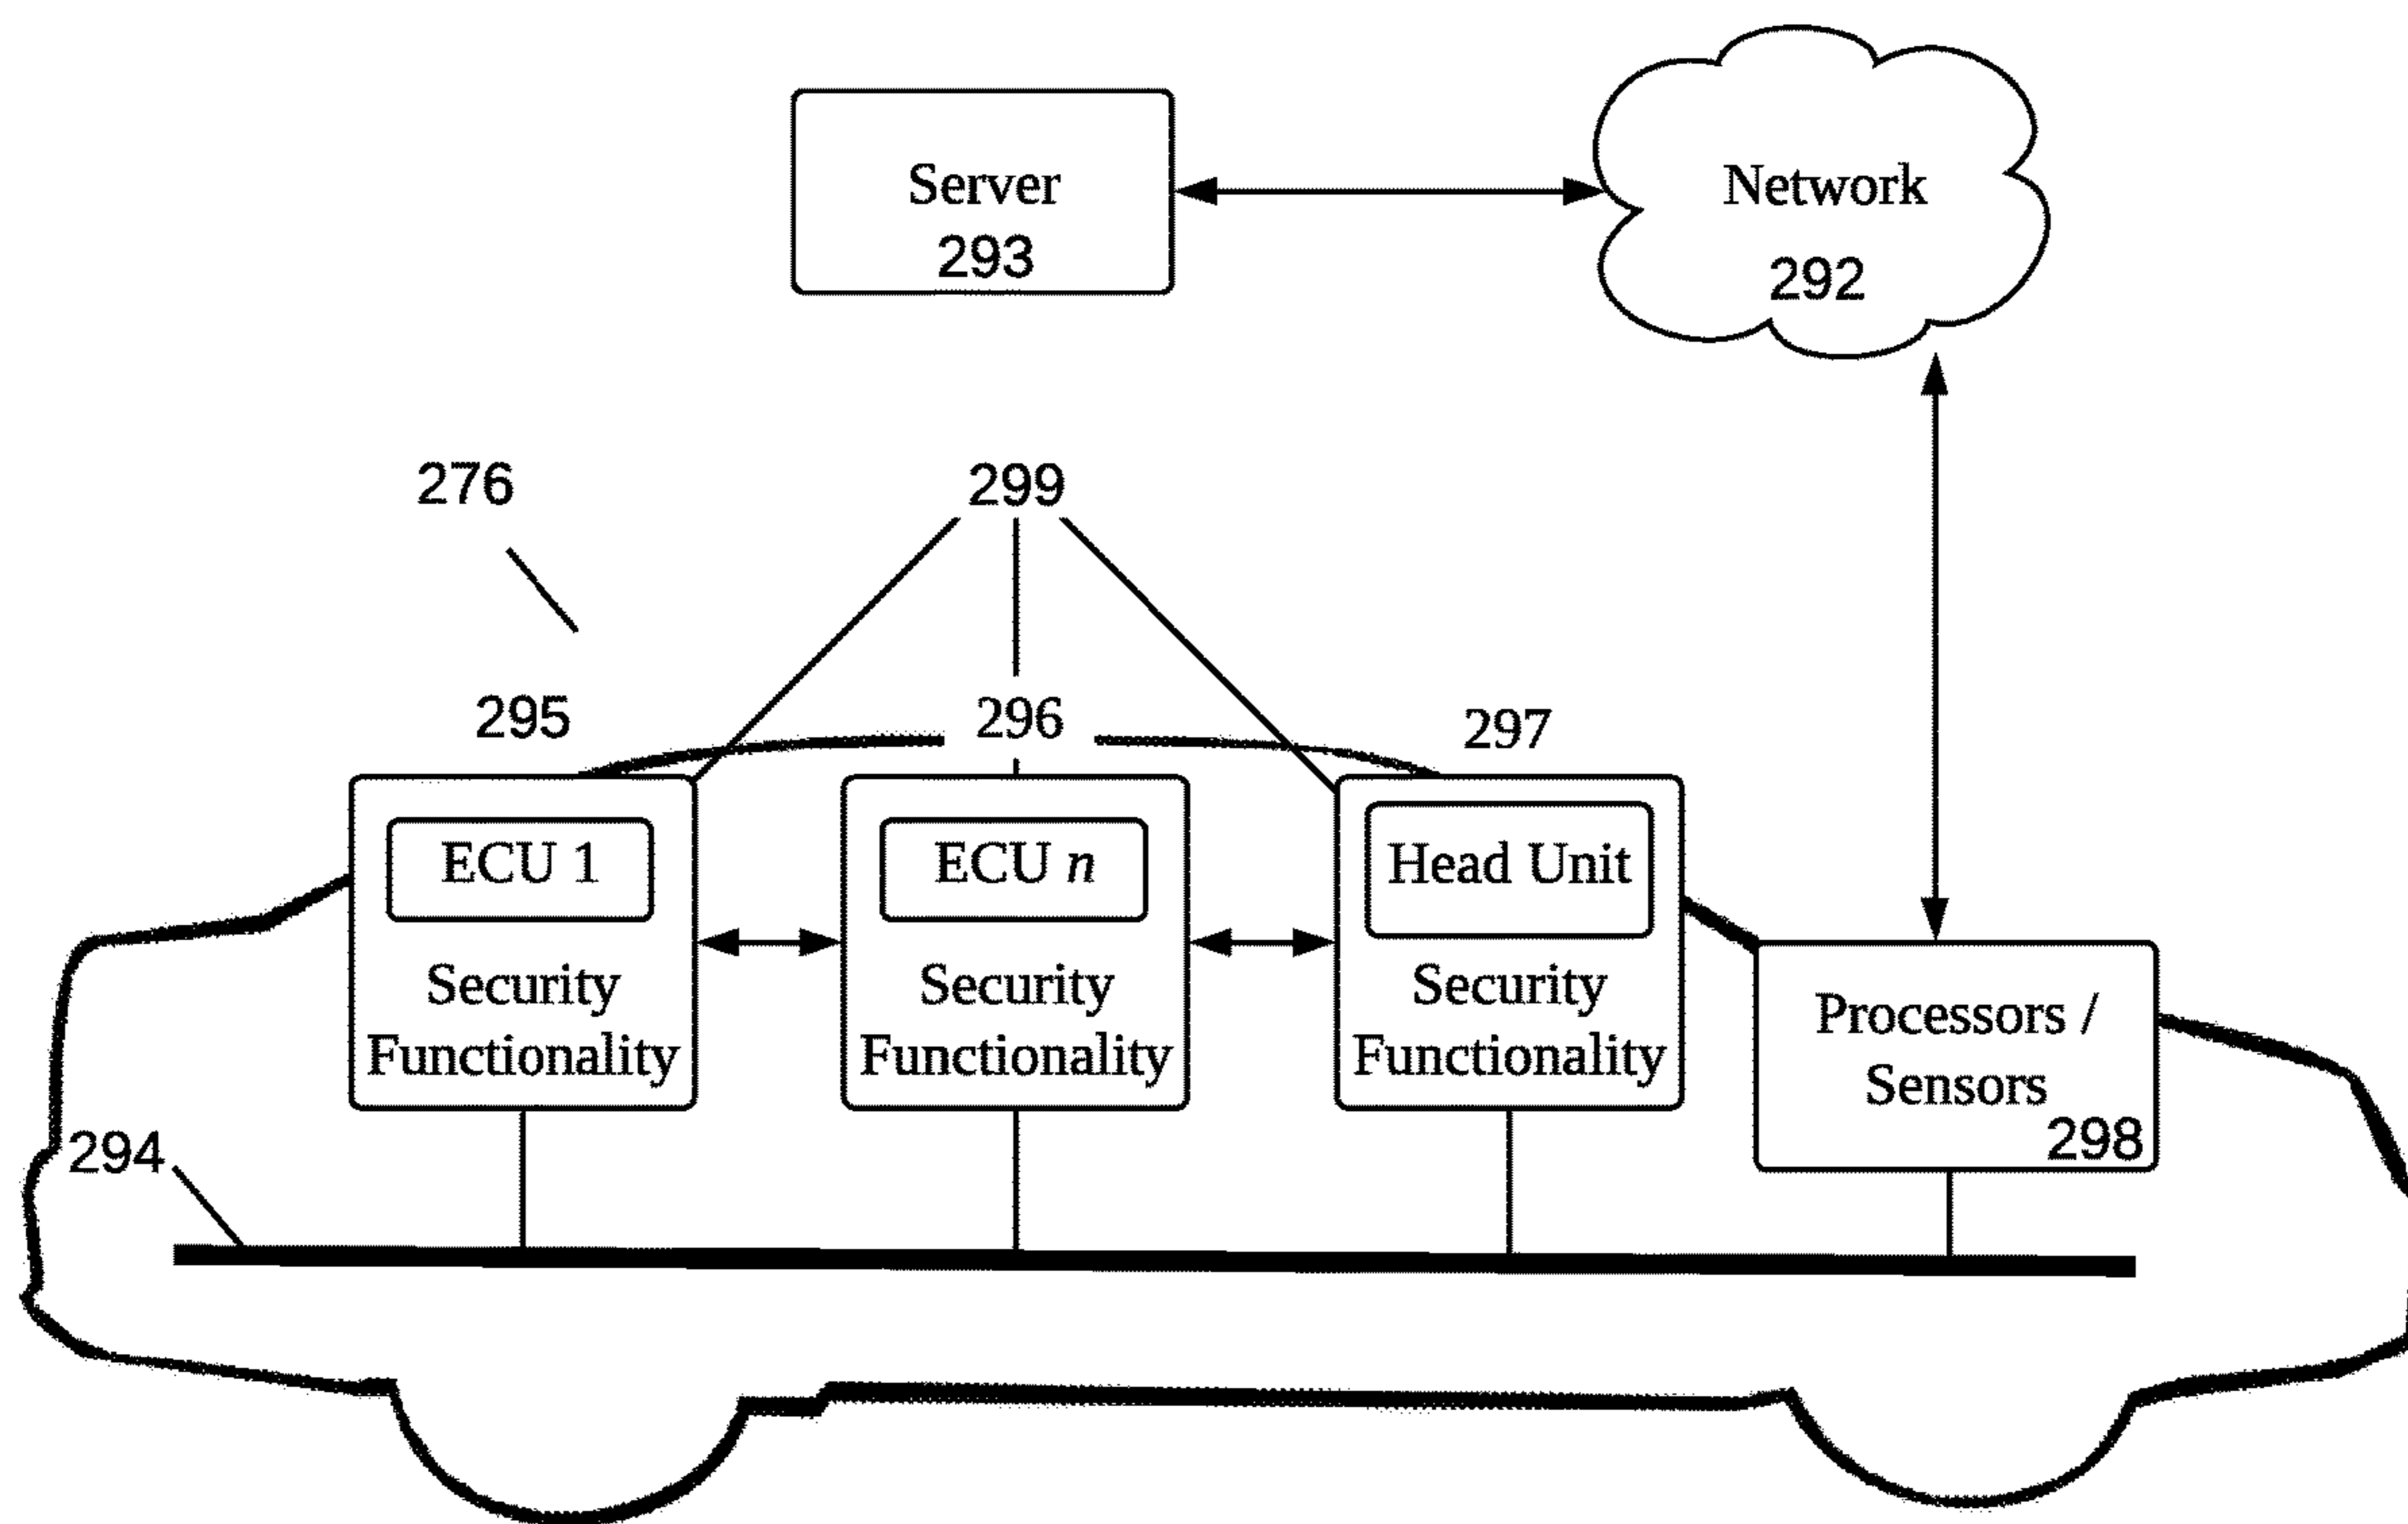 Server
293
Network
292
276
299
295
296
297
ECU 1
Security
Functionality
ECU n
Security
Functionality
Head Unit
Security
Functionality
Processors /
Sensors
298
294